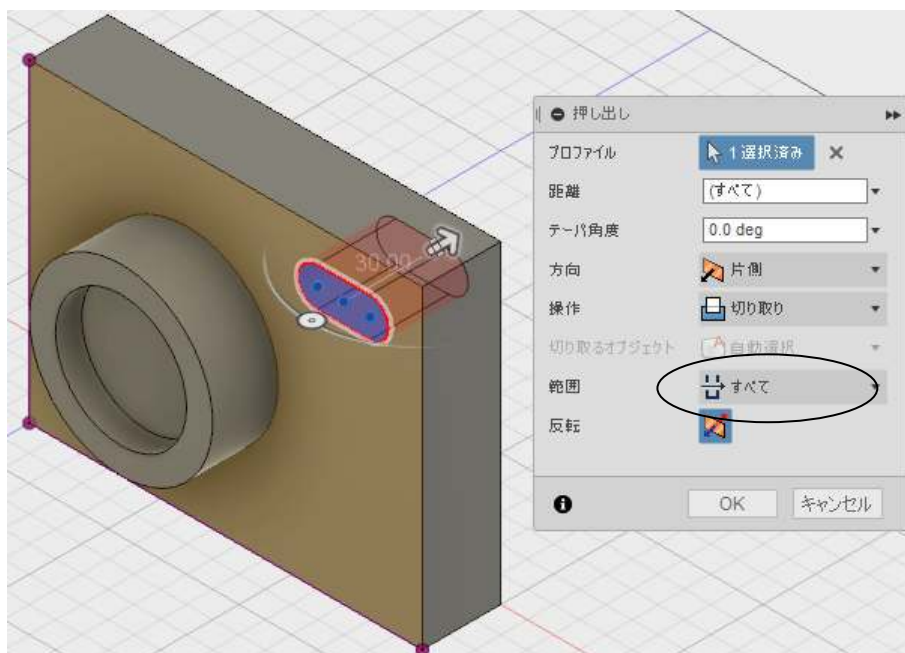 押し出し
プロファイル 1 選択済み
距離 (すべて)
テーパ角度 0.0 deg
方向 片側
操作 切り取り
切り取るオブジェクト 自動選択
範囲 すべて
反転
OK キャンセル
30.00